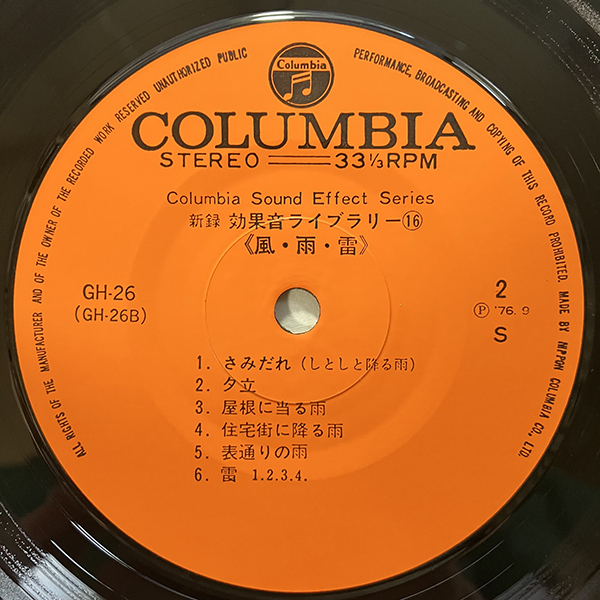 ALL RIGHTS OF THE MANUFACTURER AND OF THE OWNER OF THE RECORDED WORK RESERVED UNAUTHORIZED PUBLIC PERFORMANCE, BROADCASTING AND COPYING OF THIS RECORD PROHIBITED. MADE BY NIPPON COLUMBIA CO., LTD.
Columbia
COLUMBIA
STEREO 33⅓RPM
Columbia Sound Effect Series
新録 効果音ライブラリー⑯
《風・雨・雷》
GH-26
(GH-26B)
2
Ⓟ '76.9
S
1. さみだれ (しとしと降る雨)
2. 夕立
3. 屋根に当る雨
4. 住宅街に降る雨
5. 表通りの雨
6. 雷 1.2.3.4.